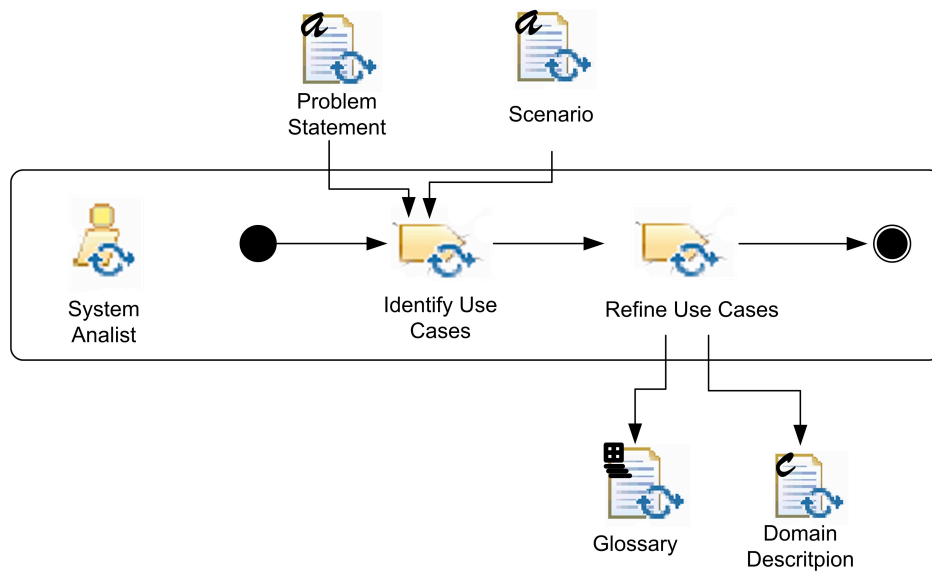 a
a
Problem
Statement
Scenario
System
Analist
Identify Use
Cases
Refine Use Cases
c
Glossary
Domain
Descritpion